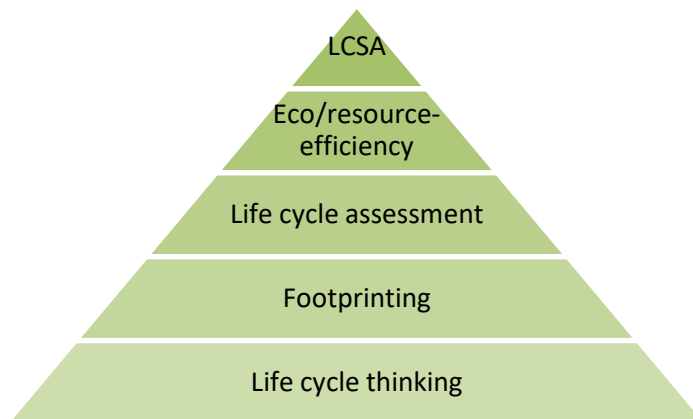 LCSA
Eco/resource-
efficiency
Life cycle assessment
Footprinting
Life cycle thinking